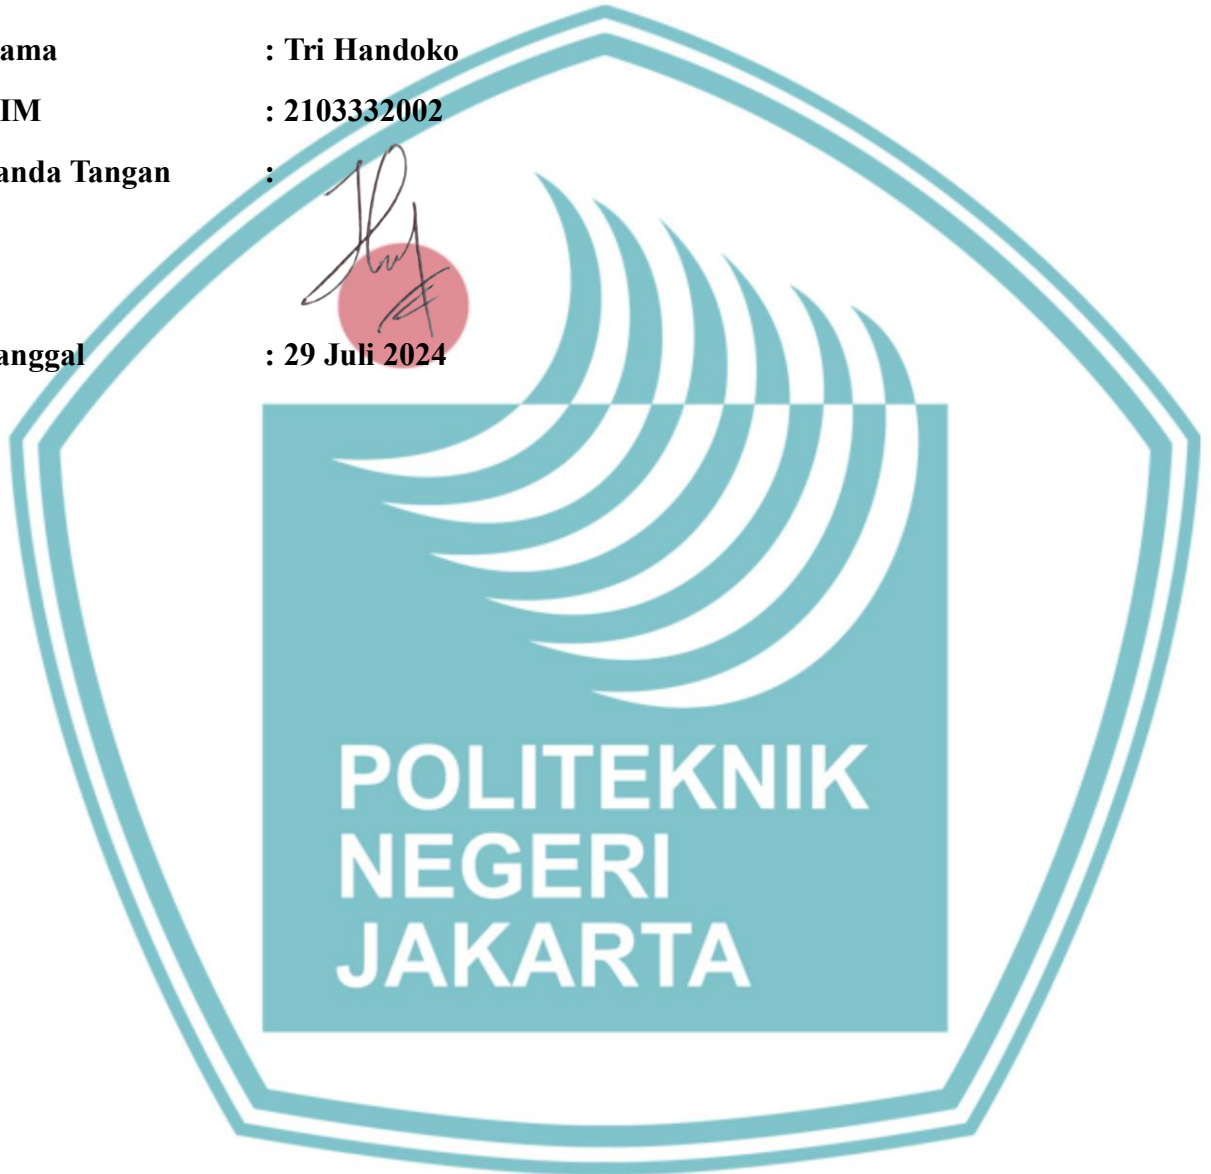 ama : Tri Handoko
IM : 2103332002
anda Tangan :
anggal : 29 Juli 2024
POLITEKNIK
NEGERI
JAKARTA